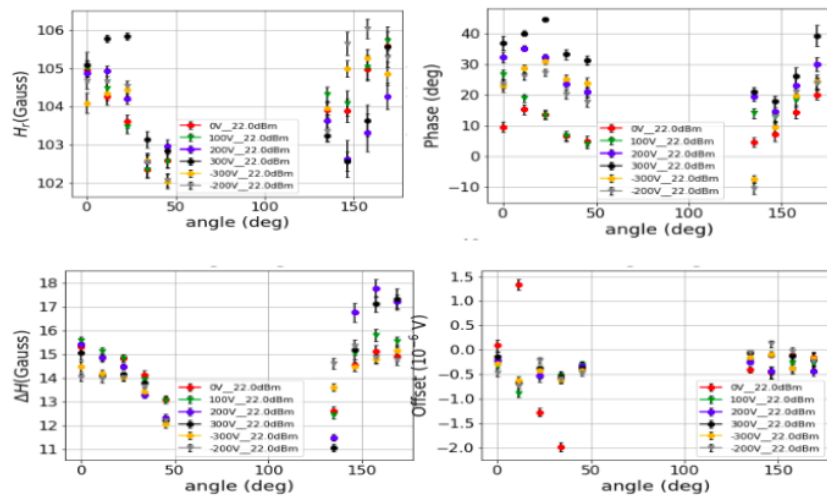 106
105
104
103
102
H_r(Gauss)
0V__22.0dBm
100V__22.0dBm
200V__22.0dBm
300V__22.0dBm
-300V__22.0dBm
-200V__22.0dBm
0
50
100
150
angle (deg)
40
30
20
10
0
−10
Phase (deg)
0V__22.0dBm
100V__22.0dBm
200V__22.0dBm
300V__22.0dBm
-300V__22.0dBm
-200V__22.0dBm
0
50
100
150
angle (deg)
18
17
16
15
14
13
12
11
ΔH(Gauss)
0V__22.0dBm
100V__22.0dBm
200V__22.0dBm
300V__22.0dBm
-300V__22.0dBm
-200V__22.0dBm
0
50
100
150
angle (deg)
1.5
1.0
0.5
0.0
−0.5
−1.0
−1.5
−2.0
Offset (10⁻⁶ V)
0V__22.0dBm
100V__22.0dBm
200V__22.0dBm
300V__22.0dBm
-300V__22.0dBm
-200V__22.0dBm
0
50
100
150
angle (deg)